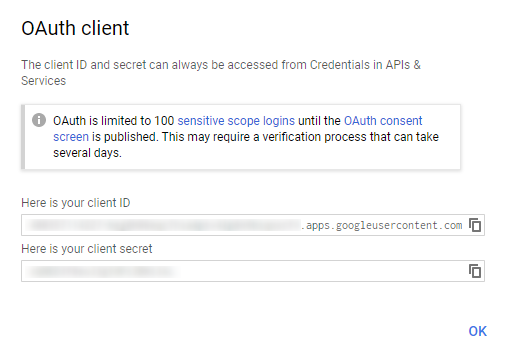 OAuth client
The client ID and secret can always be accessed from Credentials in APIs &
Services
OAuth is limited to 100 sensitive scope logins until the OAuth consent
screen is published. This may require a verification process that can take
several days.
Here is your client ID
.apps.googleusercontent.com
Here is your client secret
OK